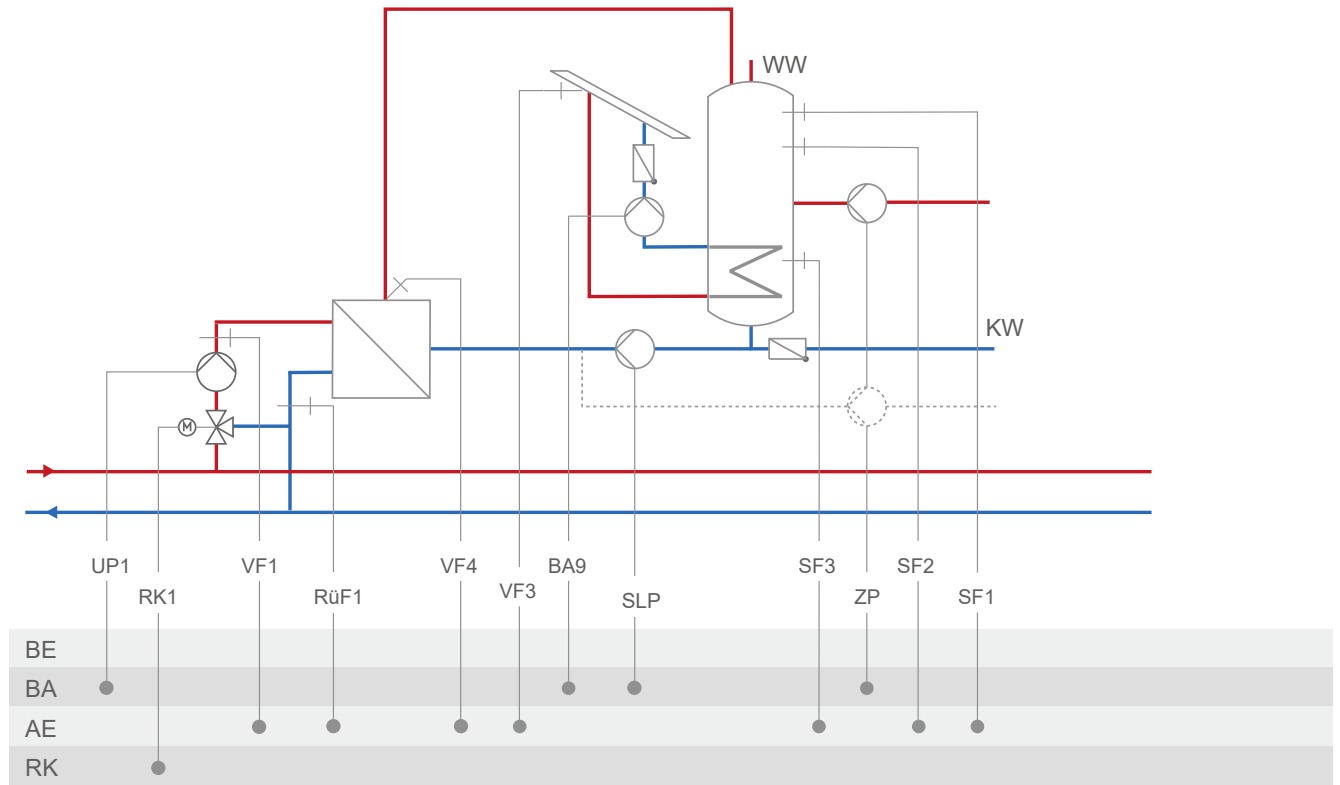 WW
KW
M
UP1 VF1 VF4 BA9 SF3 SF2
RK1 RüF1 VF3 SLP ZP SF1
BE
BA
AE
RK